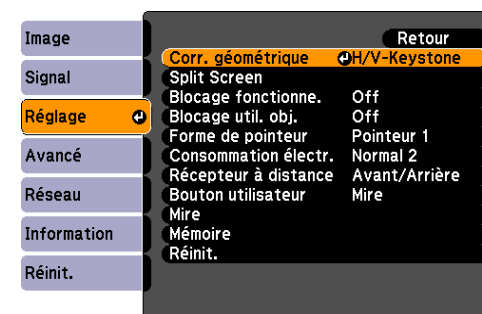 Image
Signal
Réglage
Avancé
Réseau
Information
Réinit.
Retour
Corr. géométrique H/V-Keystone
Split Screen
Blocage fonctionne. Off
Blocage util. obj. Off
Forme de pointeur Pointeur 1
Consommation électr. Normal 2
Récepteur à distance Avant/Arrière
Bouton utilisateur Mire
Mire
Mémoire
Réinit.